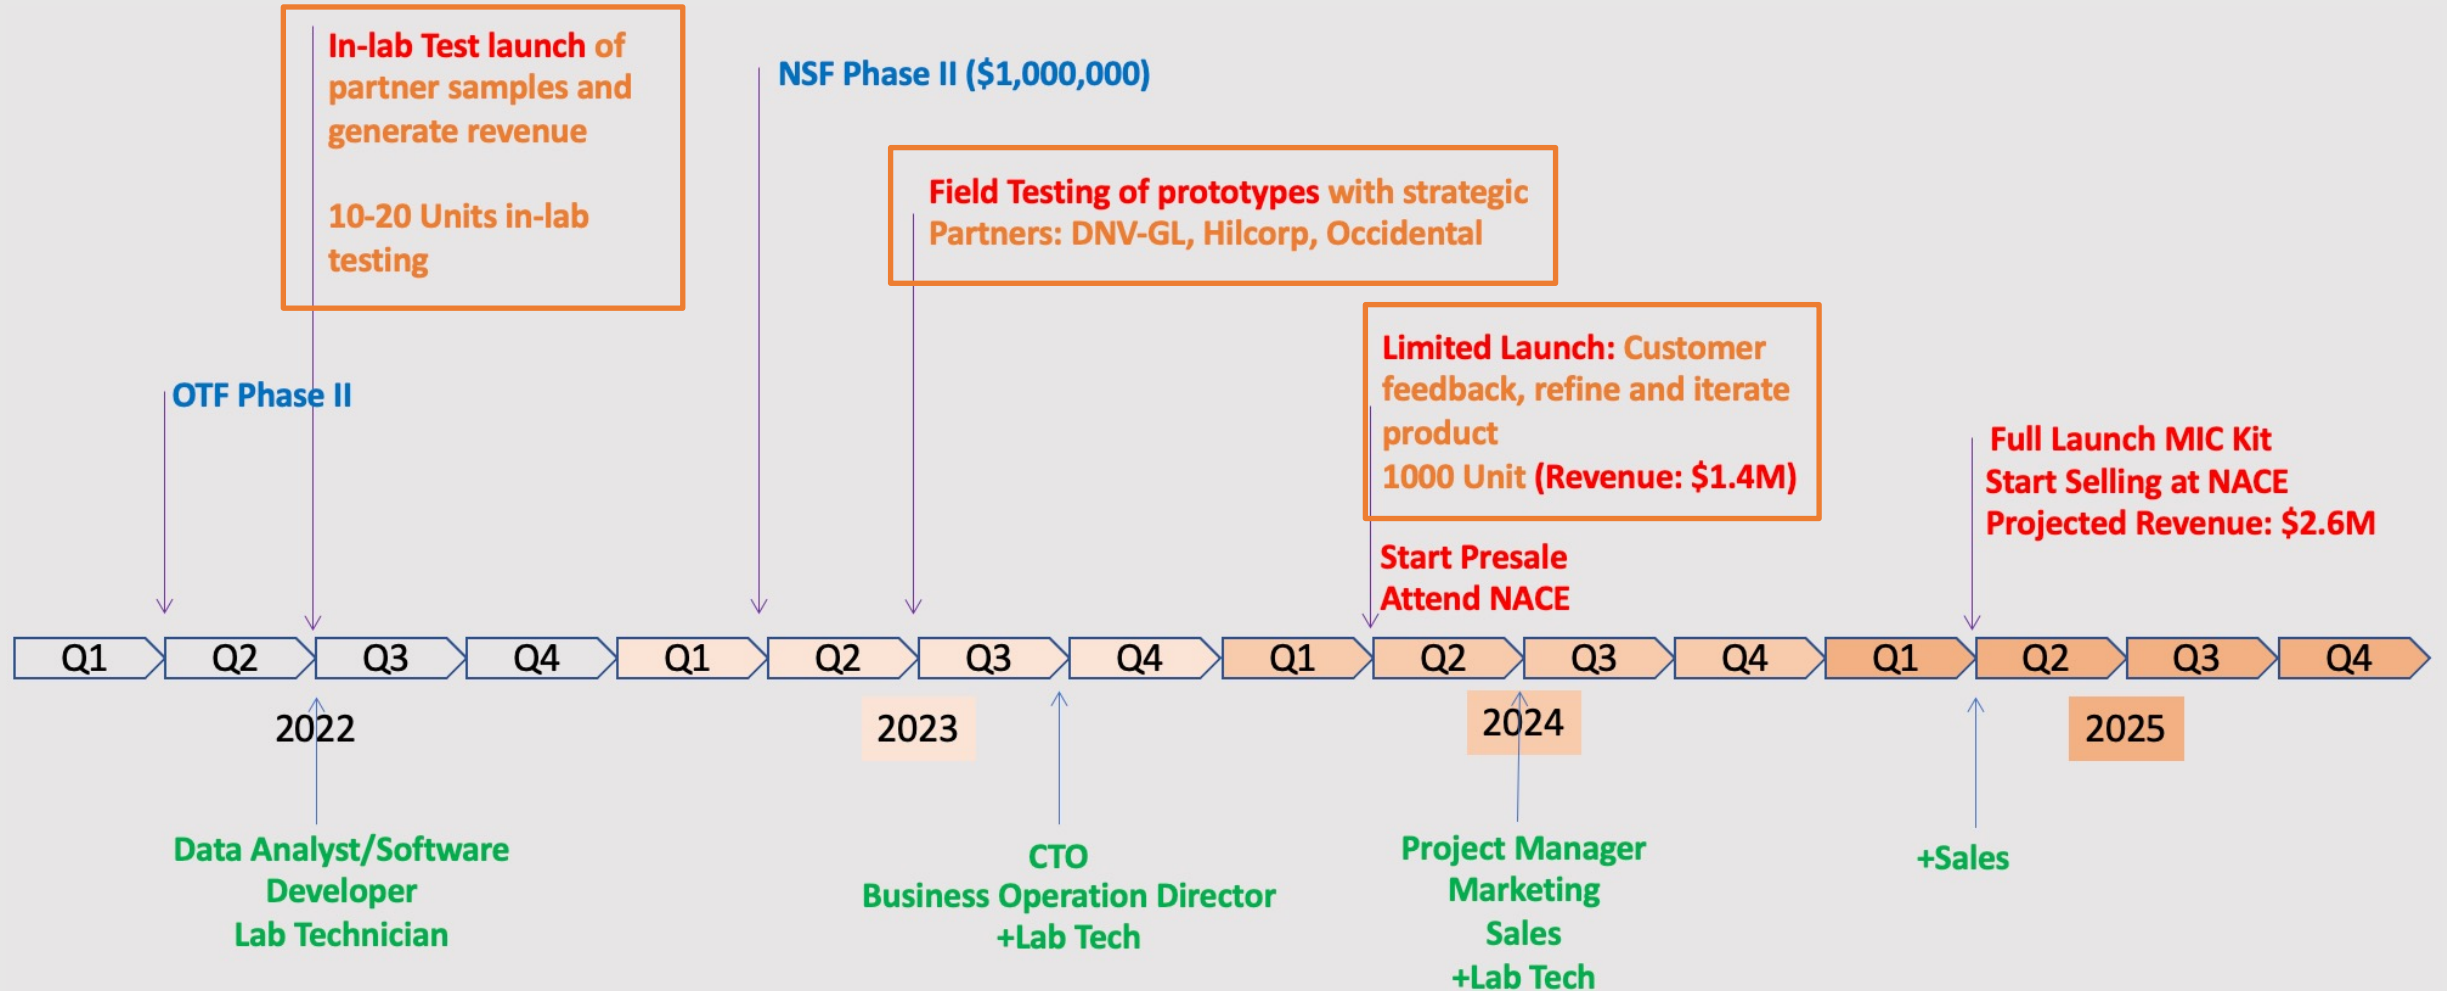 In-lab Test launch of
partner samples and
generate revenue
10-20 Units in-lab
testing
NSF Phase II ($1,000,000)
Field Testing of prototypes with strategic
Partners: DNV-GL, Hilcorp, Occidental
OTF Phase II
Limited Launch: Customer
feedback, refine and iterate
product
1000 Unit (Revenue: $1.4M)
Start Presale
Attend NACE
Full Launch MIC Kit
Start Selling at NACE
Projected Revenue: $2.6M
Q1 Q2 Q3 Q4 Q1 Q2 Q3 Q4 Q1 Q2 Q3 Q4 Q1 Q2 Q3 Q4
2022 2023 2024 2025
Data Analyst/Software
Developer
Lab Technician
CTO
Business Operation Director
+Lab Tech
Project Manager
Marketing
Sales
+Lab Tech
+Sales